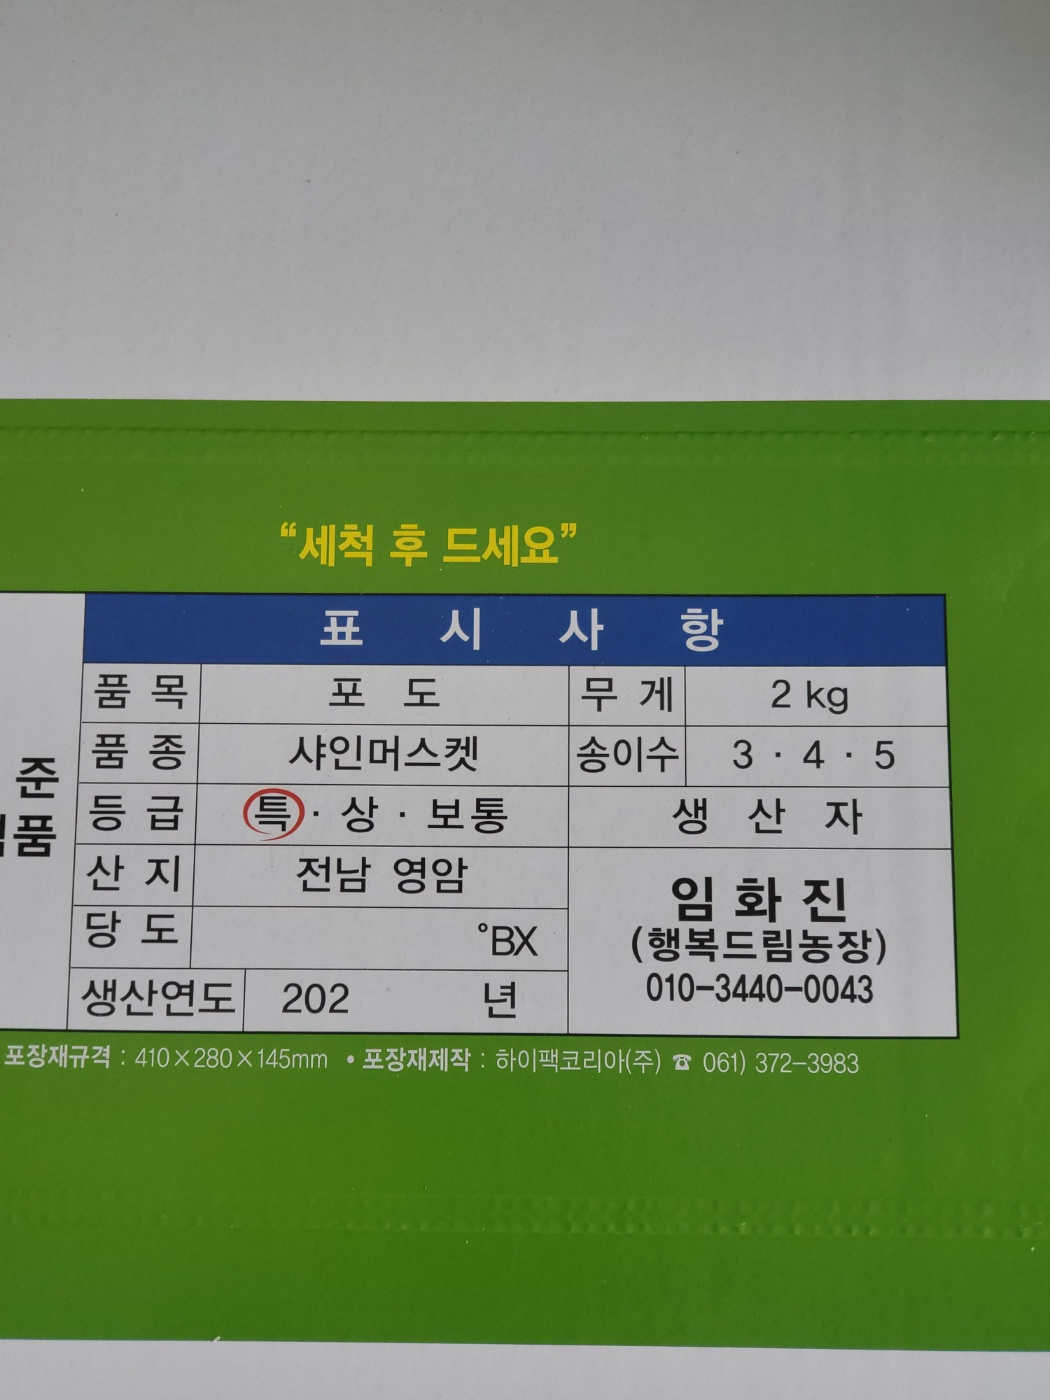 “세척 후 드세요”
표 시 사 항
품 목 포 도 무 게 2 kg
품 종 샤인머스켓 송이수 3 · 4 · 5
준
품
등 급 특 · 상 · 보통 생 산 자
산 지 전남 영암
임 화 진
당 도 °BX
(행복드림농장)
생산연도 202 년
010-3440-0043
포장재규격 : 410×280×145mm • 포장재제작 : 하이팩코리아(주) ☎ 061) 372-3983